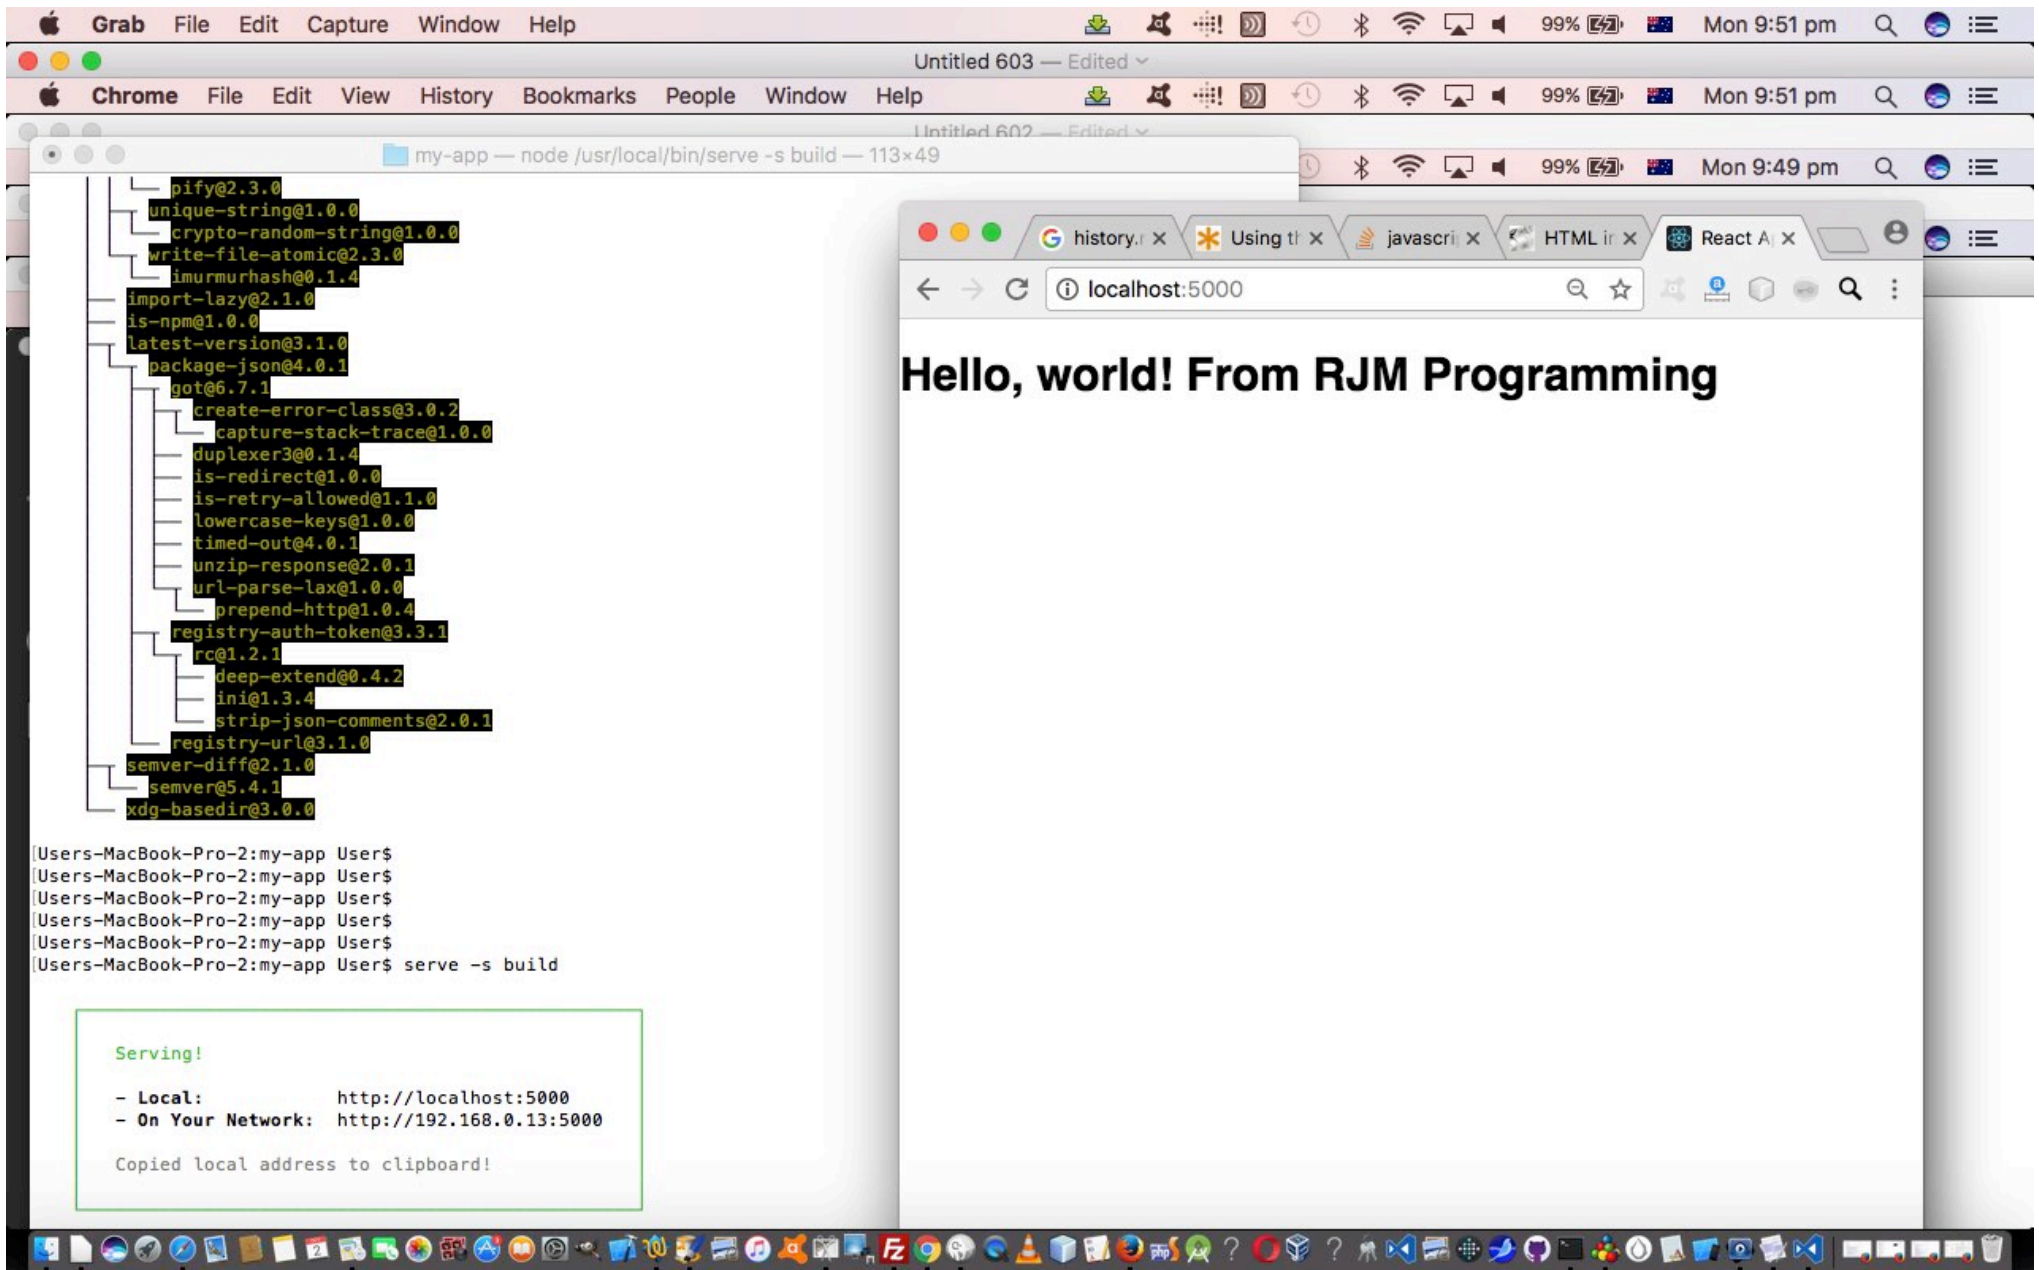 Grab File Edit Capture Window Help 99% Mon 9:51 pm
Untitled 603 — Edited
Chrome File Edit View History Bookmarks People Window Help 99% Mon 9:51 pm
Untitled 602 — Edited
my-app — node /usr/local/bin/serve -s build — 113×49
99% Mon 9:49 pm
pify@2.3.0
unique-string@1.0.0
crypto-random-string@1.0.0
write-file-atomic@2.3.0
imurmurhash@0.1.4
import-lazy@2.1.0
is-npm@1.0.0
latest-version@3.1.0
package-json@4.0.1
got@6.7.1
create-error-class@3.0.2
capture-stack-trace@1.0.0
duplexer3@0.1.4
is-redirect@1.0.0
is-retry-allowed@1.1.0
lowercase-keys@1.0.0
timed-out@4.0.1
unzip-response@2.0.1
url-parse-lax@1.0.0
prepend-http@1.0.4
registry-auth-token@3.3.1
rc@1.2.1
deep-extend@0.4.2
ini@1.3.4
strip-json-comments@2.0.1
registry-url@3.1.0
semver-diff@2.1.0
semver@5.4.1
xdg-basedir@3.0.0
[Users-MacBook-Pro-2:my-app User$
[Users-MacBook-Pro-2:my-app User$
[Users-MacBook-Pro-2:my-app User$
[Users-MacBook-Pro-2:my-app User$
[Users-MacBook-Pro-2:my-app User$
[Users-MacBook-Pro-2:my-app User$ serve -s build
Serving!
- Local: http://localhost:5000
- On Your Network: http://192.168.0.13:5000
Copied local address to clipboard!
history.r Using th javascri HTML in React A
localhost:5000
Hello, world! From RJM Programming